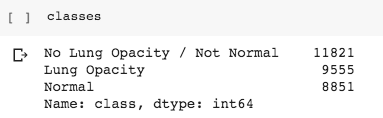 [ ] classes
No Lung Opacity / Not Normal 11821
Lung Opacity 9555
Normal 8851
Name: class, dtype: int64